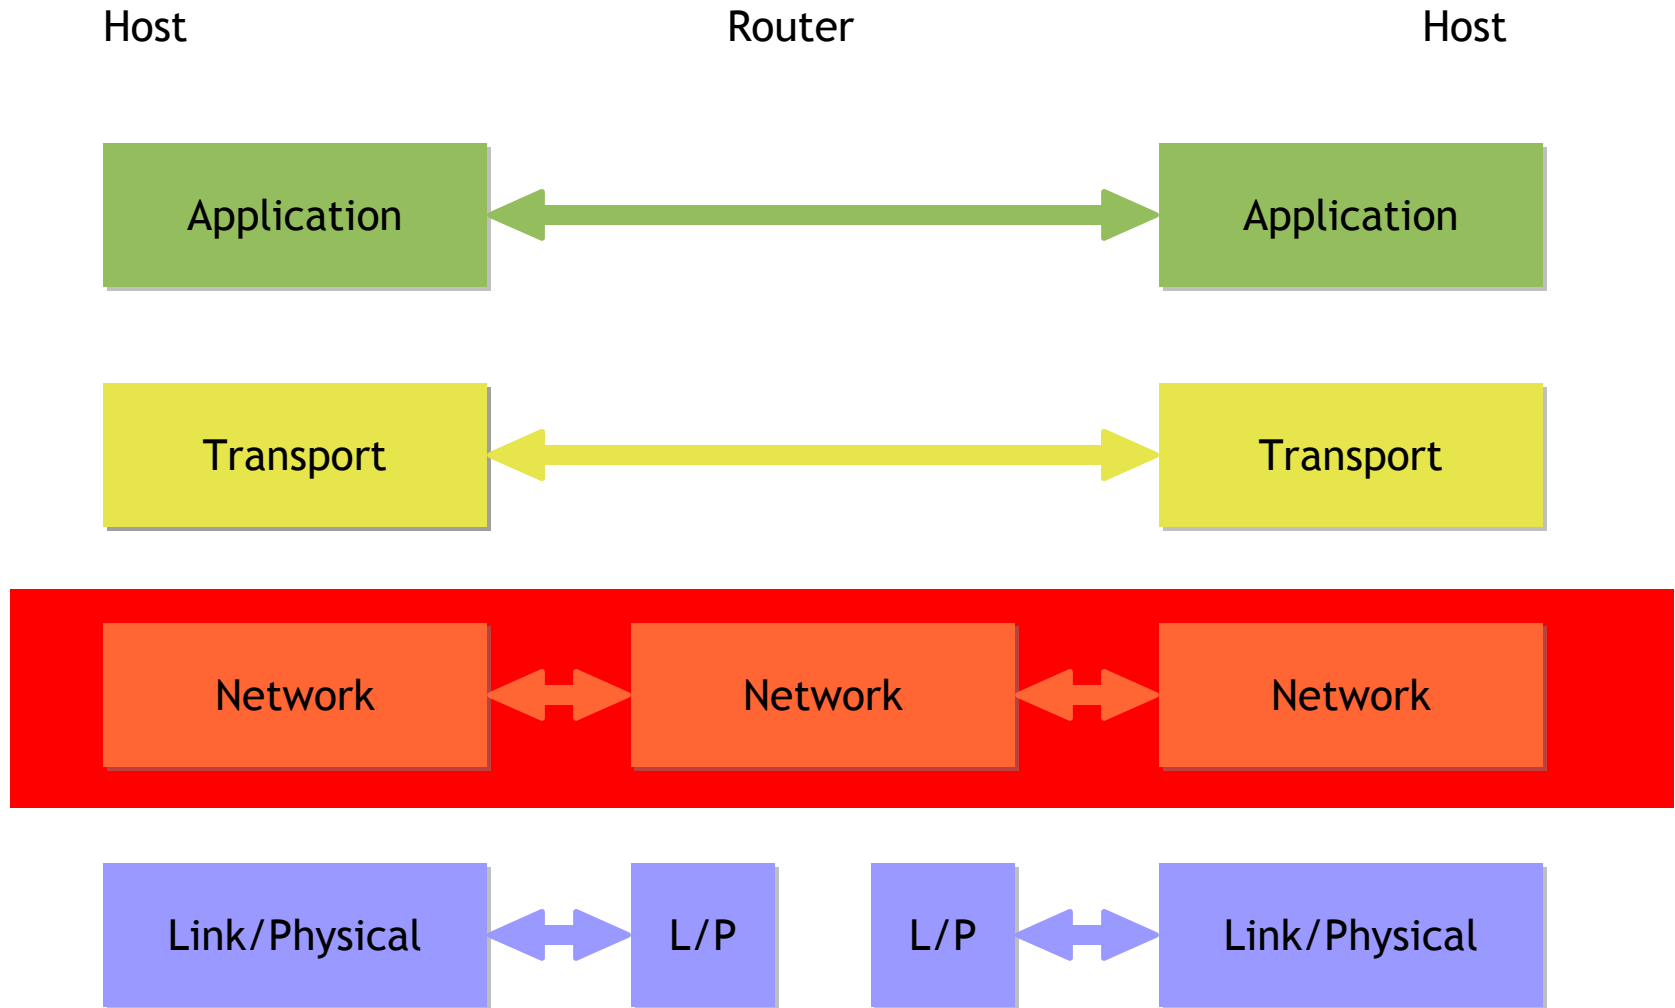 Host Router Host
Application Application
Transport Transport
Network Network Network
Link/Physical L/P L/P Link/Physical